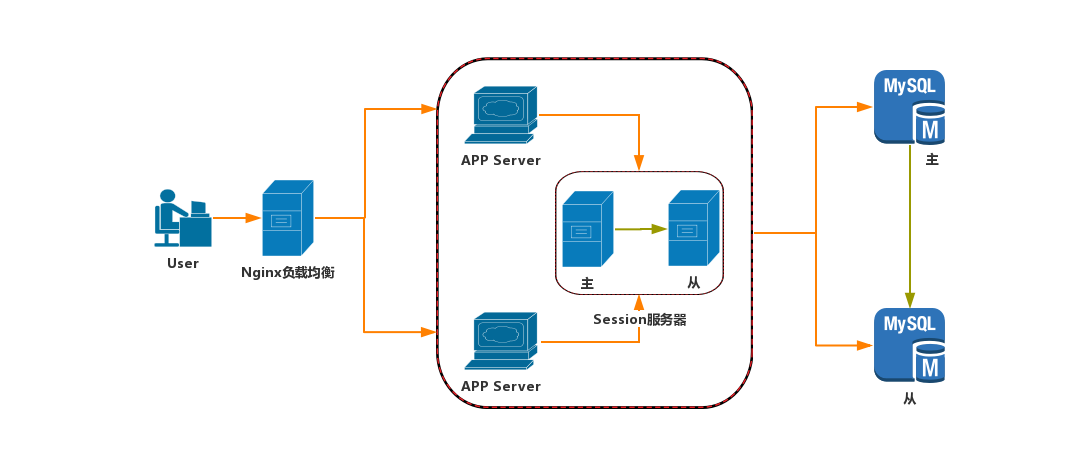 User
Nginx负载均衡
APP Server
主
从
Session服务器
APP Server
MySQL
M
主
MySQL
M
从